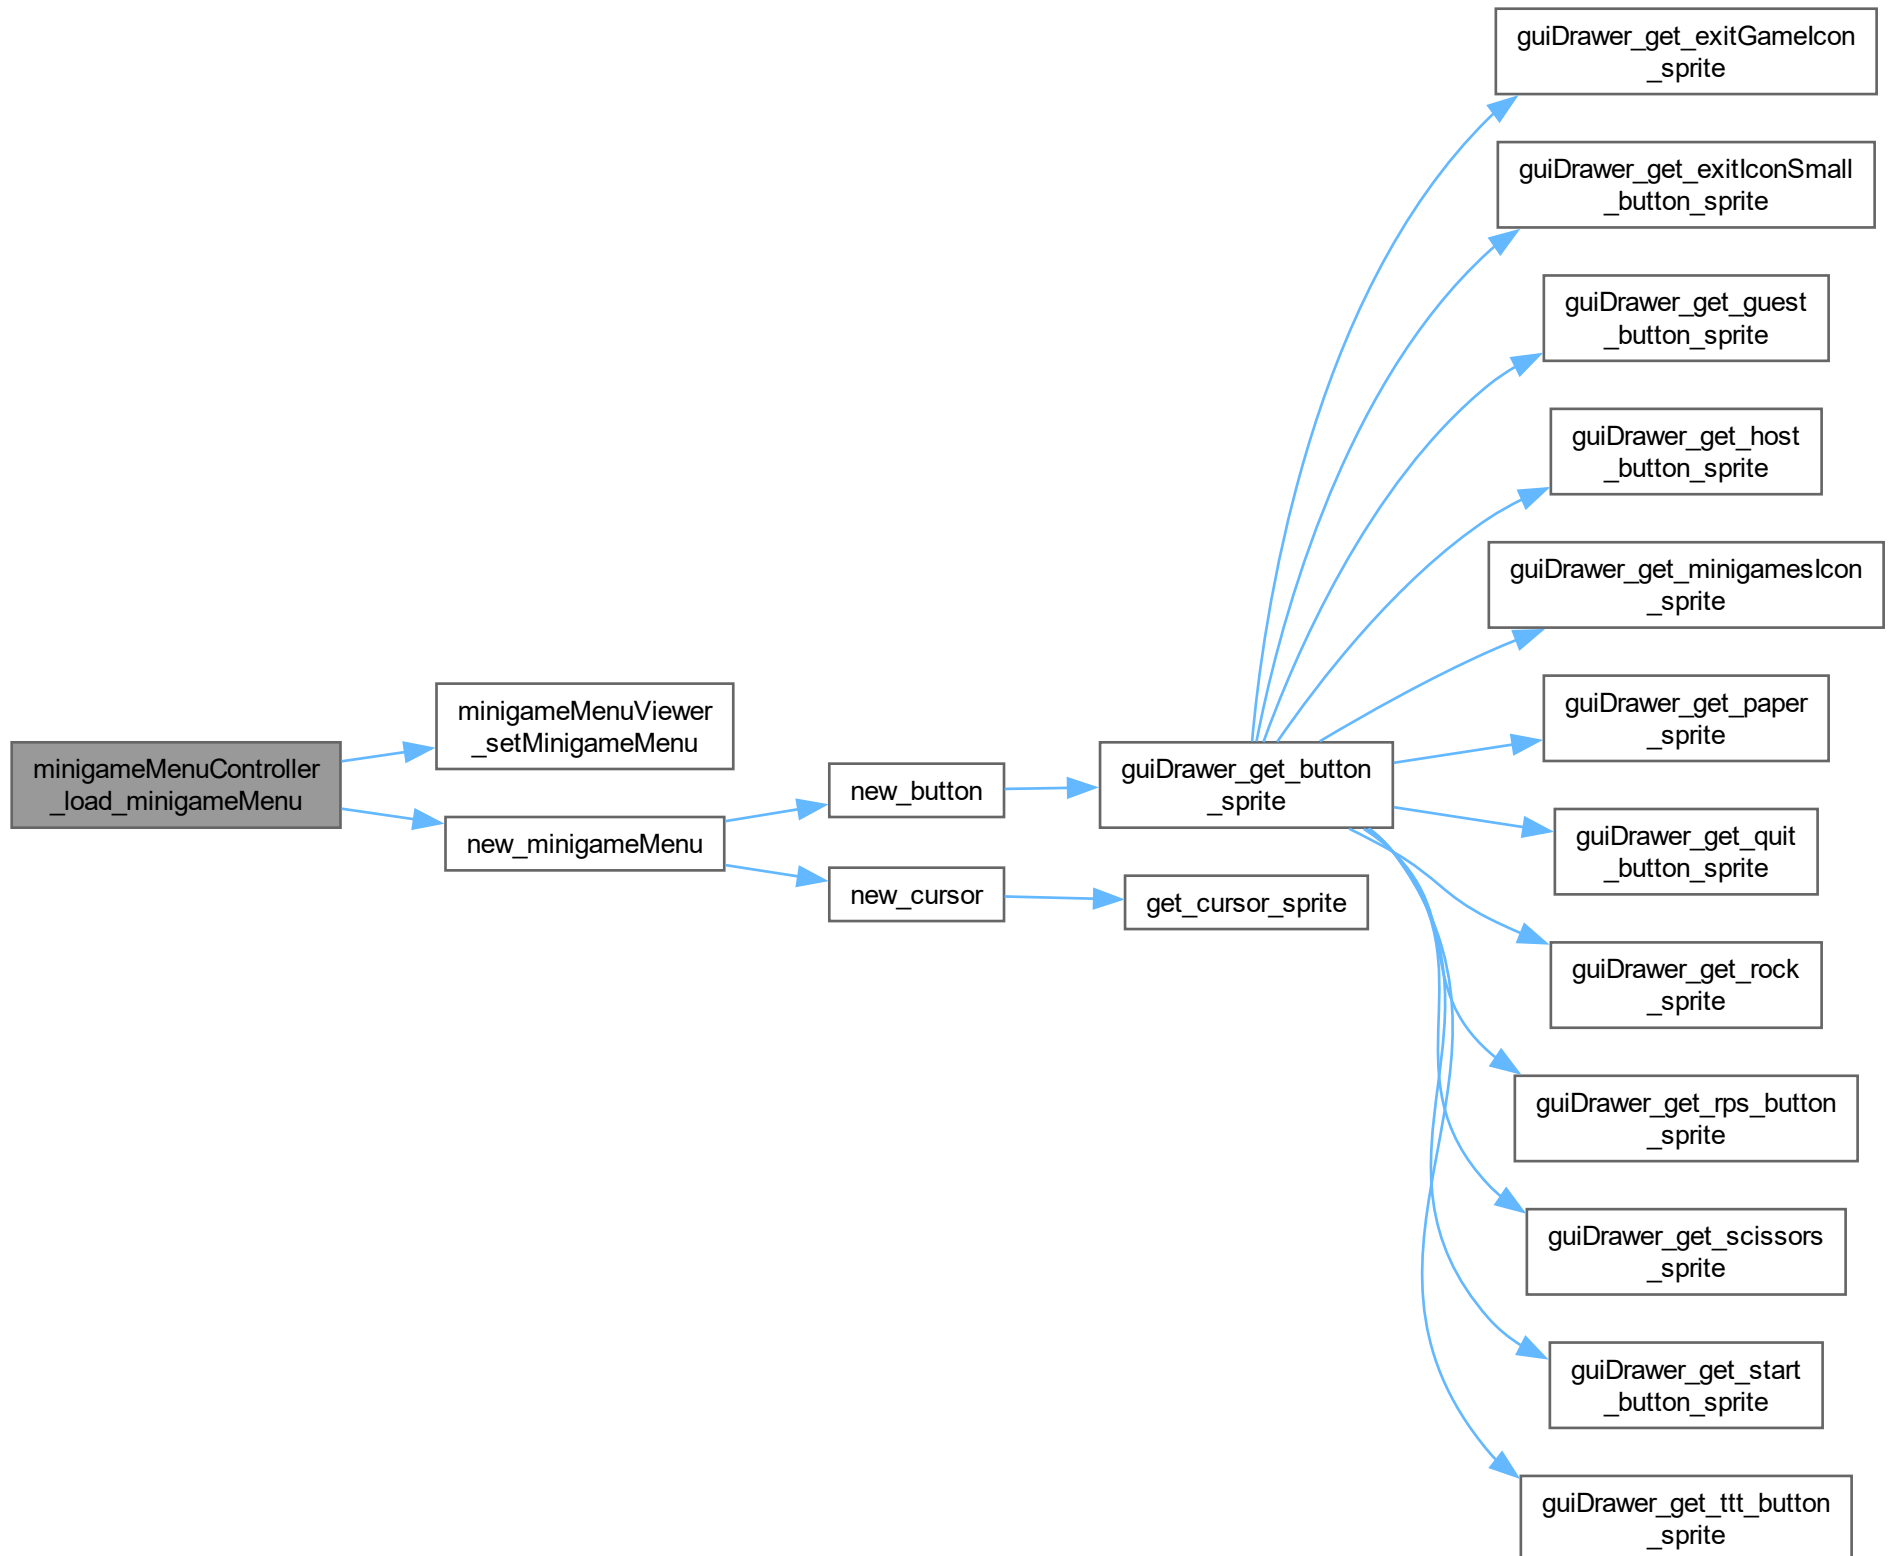 minigameMenuController
_load_minigameMenu
minigameMenuViewer
_setMinigameMenu
new_minigameMenu
new_button
new_cursor
guiDrawer_get_button
_sprite
get_cursor_sprite
guiDrawer_get_exitGameIcon
_sprite
guiDrawer_get_exitIconSmall
_button_sprite
guiDrawer_get_guest
_button_sprite
guiDrawer_get_host
_button_sprite
guiDrawer_get_minigamesIcon
_sprite
guiDrawer_get_paper
_sprite
guiDrawer_get_quit
_button_sprite
guiDrawer_get_rock
_sprite
guiDrawer_get_rps_button
_sprite
guiDrawer_get_scissors
_sprite
guiDrawer_get_start
_button_sprite
guiDrawer_get_ttt_button
_sprite